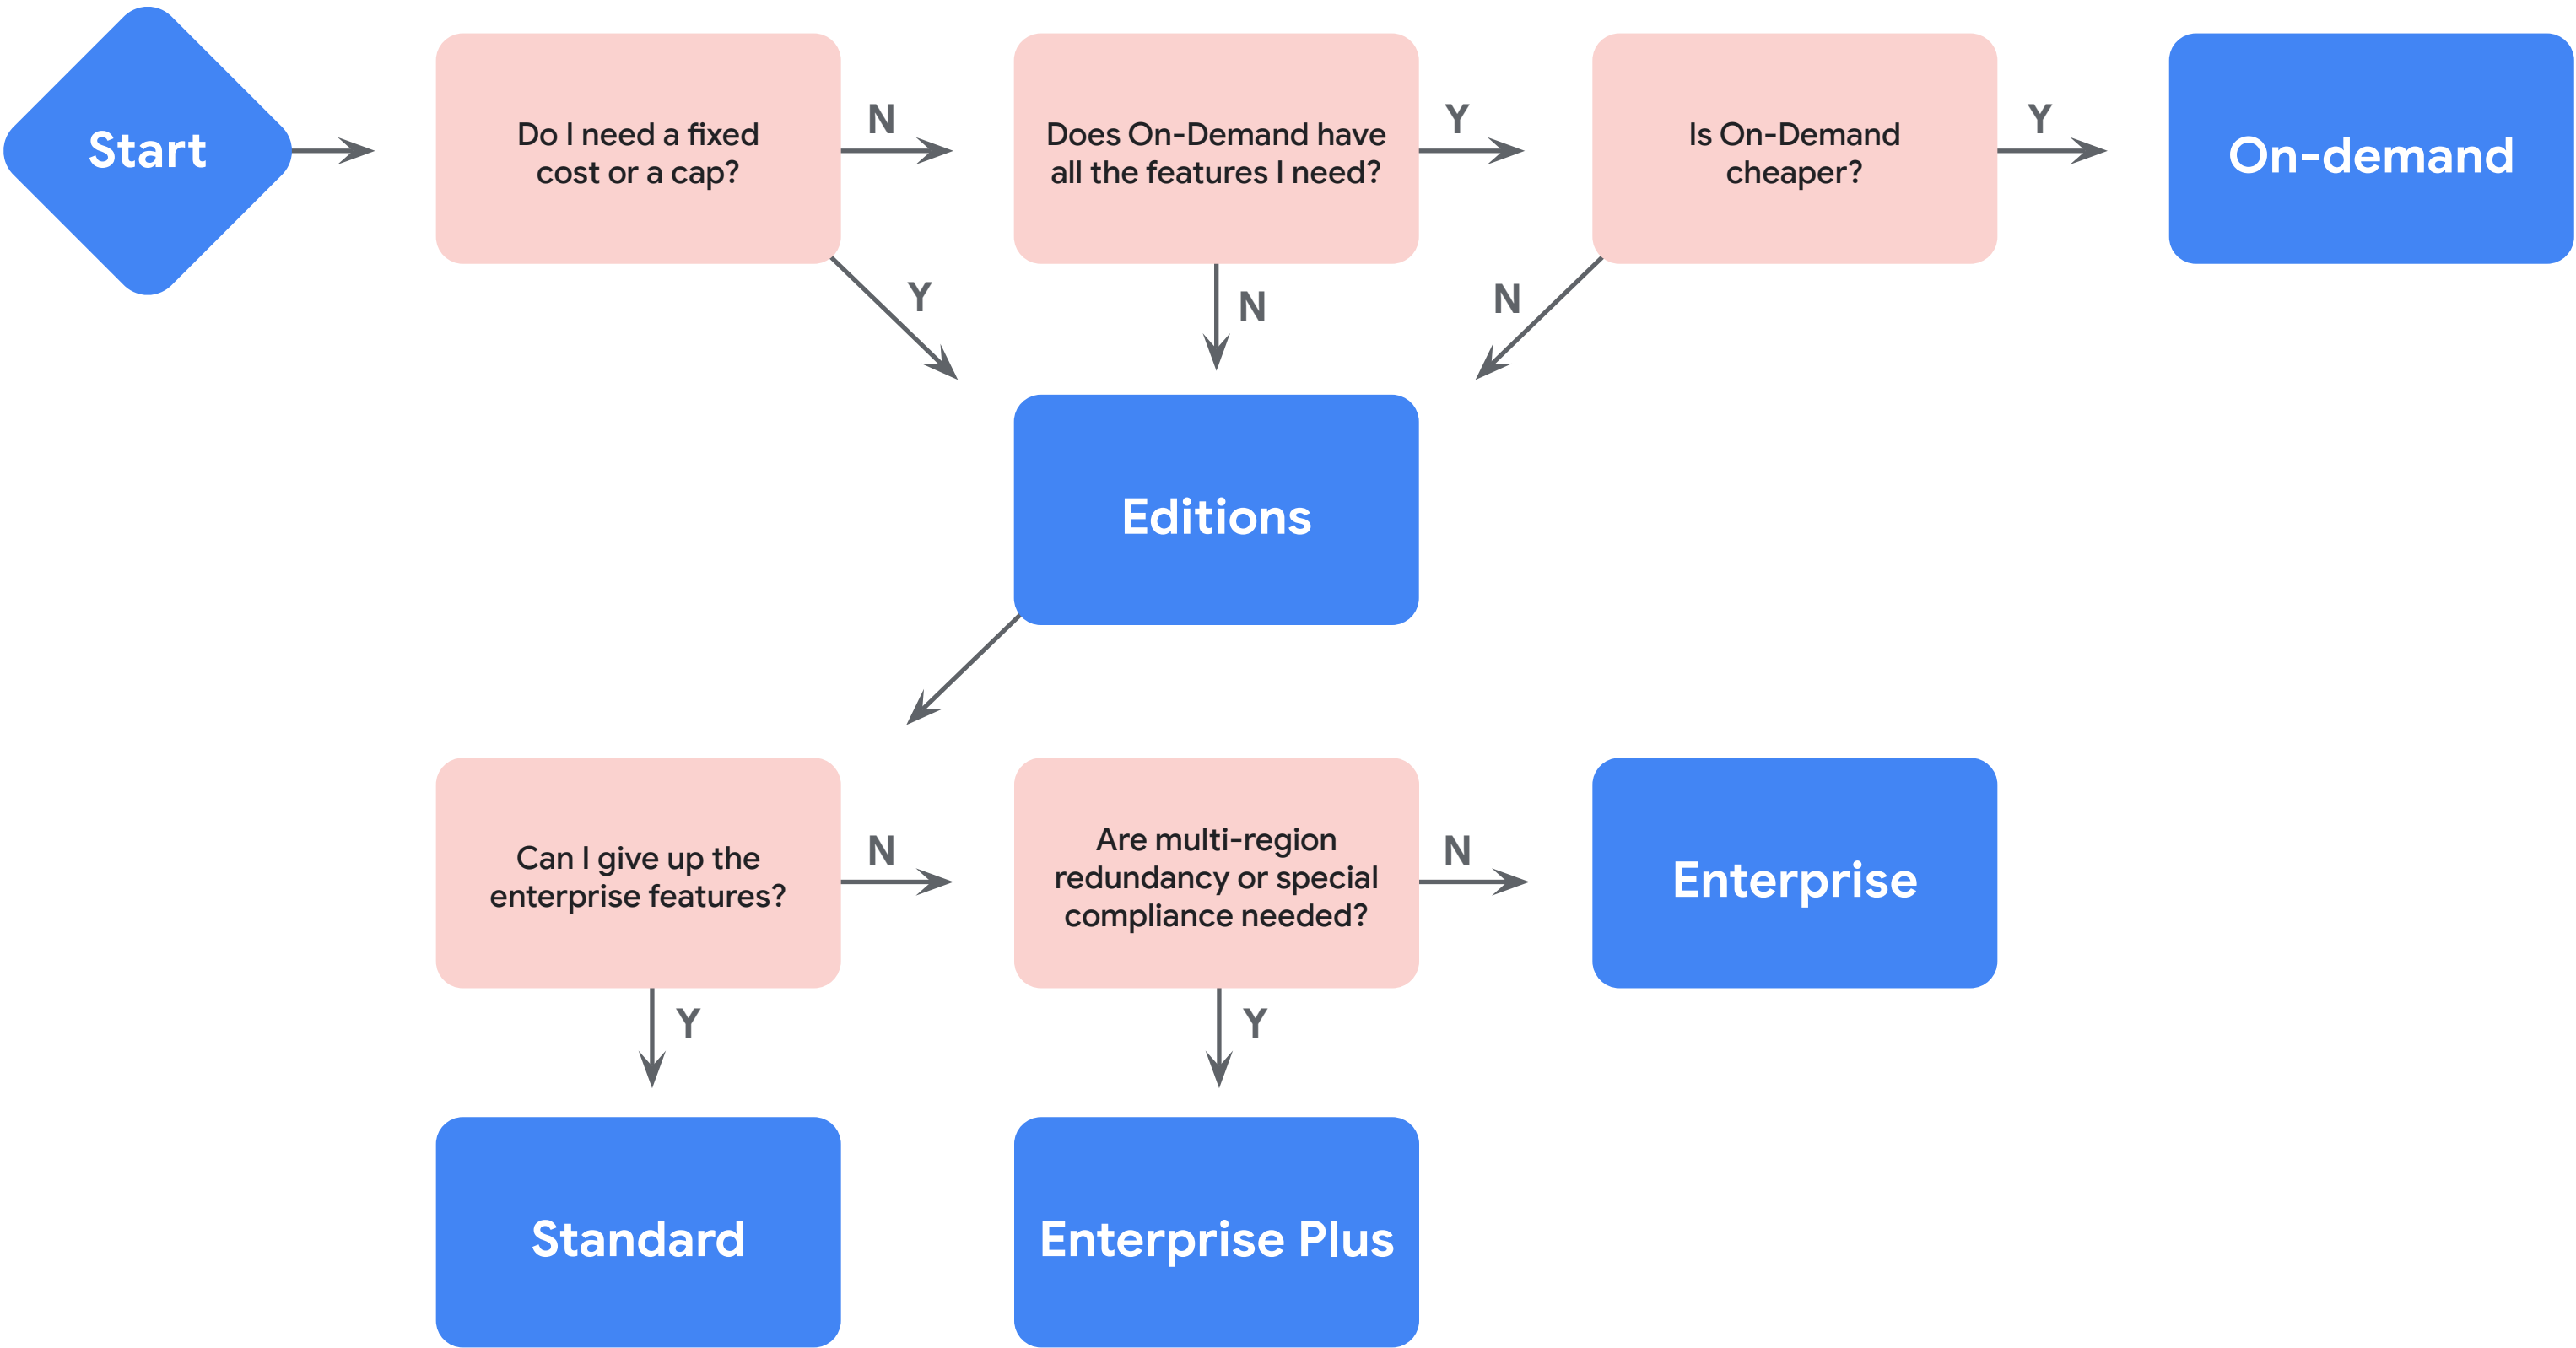 Start
Do I need a fixed
cost or a cap?
N
Does On-Demand have
all the features I need?
Y
Is On-Demand
cheaper?
Y
On-demand
Y
N
N
Editions
Can I give up the
enterprise features?
N
Are multi-region
redundancy or special
compliance needed?
N
Enterprise
Y
Y
Standard
Enterprise Plus